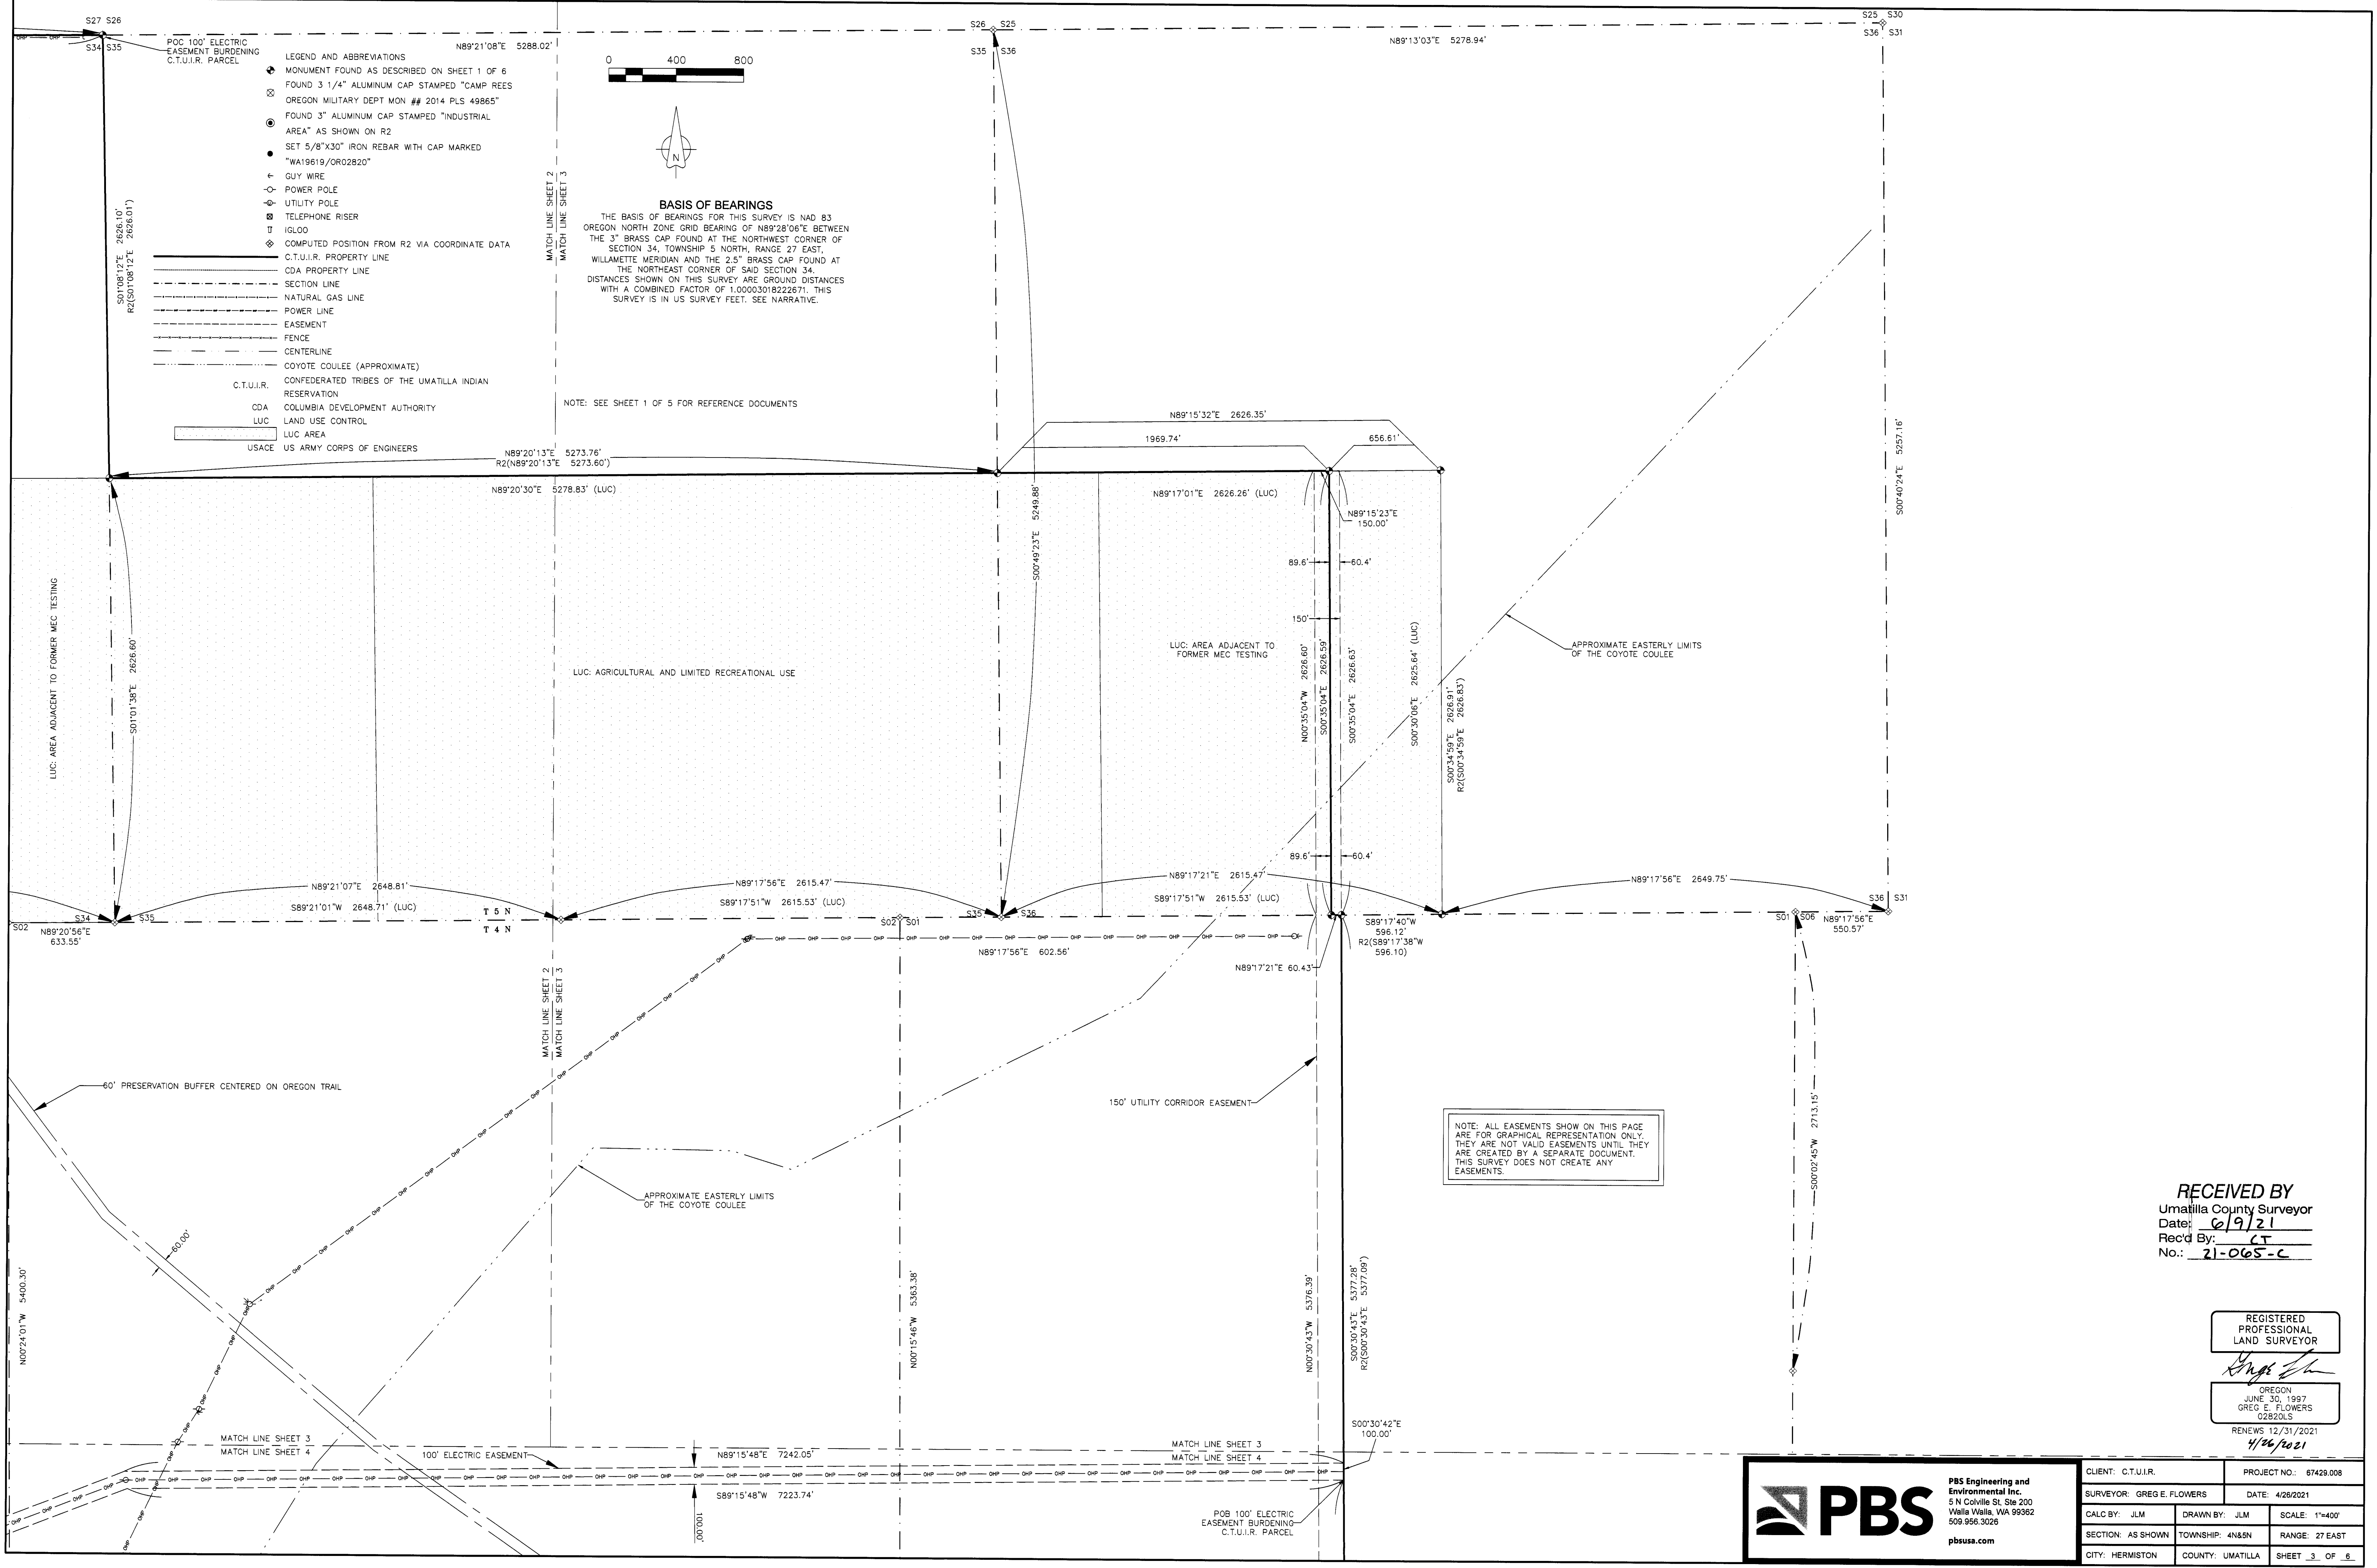 S27 S26
S34 S35
POC 100' ELECTRIC
EASEMENT BURDENING
C.T.U.I.R. PARCEL
N89°21'08"E 5288.02'
S26 S25
S35 S36
N89°13'03"E 5278.94'
S25 S30
S36 S31
LEGEND AND ABBREVIATIONS
MONUMENT FOUND AS DESCRIBED ON SHEET 1 OF 6
FOUND 3 1/4" ALUMINUM CAP STAMPED "CAMP REES
OREGON MILITARY DEPT MON ## 2014 PLS 49865"
FOUND 3" ALUMINUM CAP STAMPED "INDUSTRIAL
AREA" AS SHOWN ON R2
SET 5/8"X30" IRON REBAR WITH CAP MARKED
"WA19619/OR02820"
GUY WIRE
POWER POLE
UTILITY POLE
TELEPHONE RISER
IGLOO
COMPUTED POSITION FROM R2 VIA COORDINATE DATA
C.T.U.I.R. PROPERTY LINE
CDA PROPERTY LINE
SECTION LINE
NATURAL GAS LINE
POWER LINE
EASEMENT
FENCE
CENTERLINE
COYOTE COULEE (APPROXIMATE)
C.T.U.I.R. CONFEDERATED TRIBES OF THE UMATILLA INDIAN
RESERVATION
CDA COLUMBIA DEVELOPMENT AUTHORITY
LUC LAND USE CONTROL
LUC AREA
USACE US ARMY CORPS OF ENGINEERS
S01°08'12"E 2626.10'
R2(S01°08'12"E 2626.01')
0 400 800
N
MATCH LINE SHEET 2
MATCH LINE SHEET 3
BASIS OF BEARINGS
THE BASIS OF BEARINGS FOR THIS SURVEY IS NAD 83
OREGON NORTH ZONE GRID BEARING OF N89°28'06"E BETWEEN
THE 3" BRASS CAP FOUND AT THE NORTHWEST CORNER OF
SECTION 34, TOWNSHIP 5 NORTH, RANGE 27 EAST,
WILLAMETTE MERIDIAN AND THE 2.5" BRASS CAP FOUND AT
THE NORTHEAST CORNER OF SAID SECTION 34.
DISTANCES SHOWN ON THIS SURVEY ARE GROUND DISTANCES
WITH A COMBINED FACTOR OF 1.00003018222671. THIS
SURVEY IS IN US SURVEY FEET. SEE NARRATIVE.
NOTE: SEE SHEET 1 OF 5 FOR REFERENCE DOCUMENTS
N89°20'13"E 5273.76'
R2(N89°20'13"E 5273.60')
N89°20'30"E 5278.83' (LUC)
S00°49'23"E 5249.88'
N89°15'32"E 2626.35'
1969.74'
656.61'
N89°17'01"E 2626.26' (LUC)
N89°15'23"E
150.00'
S00°40'24"E 5257.16'
89.6' 60.4'
150'
LUC: AREA ADJACENT TO FORMER MEC TESTING
S01°01'38"E 2626.60'
LUC: AGRICULTURAL AND LIMITED RECREATIONAL USE
LUC: AREA ADJACENT TO
FORMER MEC TESTING
N00°35'04"W 2626.60'
S00°35'04"E 2626.59'
S00°35'04"E 2626.63'
S00°30'06"E 2625.64' (LUC)
S00°34'59"E 2626.91'
R2(S00°34'59"E 2626.83')
APPROXIMATE EASTERLY LIMITS
OF THE COYOTE COULEE
89.6' 60.4'
N89°21'07"E 2648.81'
S89°21'01"W 2648.71' (LUC)
N89°17'56"E 2615.47'
S89°17'51"W 2615.53' (LUC)
N89°17'21"E 2615.47'
S89°17'51"W 2615.53' (LUC)
N89°17'56"E 2649.75'
S02
S34 S35
N89°20'56"E
633.55'
T 5 N
T 4 N
S02 S01
S35 S36
S36 S31
S01 S06
N89°17'56"E
550.57'
S89°17'40"W
596.12'
R2(S89°17'38"W
596.10)
N89°17'56"E 602.56'
N89°17'21"E 60.43'
MATCH LINE SHEET 2
MATCH LINE SHEET 3
60' PRESERVATION BUFFER CENTERED ON OREGON TRAIL
60.00'
150' UTILITY CORRIDOR EASEMENT
APPROXIMATE EASTERLY LIMITS
OF THE COYOTE COULEE
NOTE: ALL EASEMENTS SHOW ON THIS PAGE
ARE FOR GRAPHICAL REPRESENTATION ONLY.
THEY ARE NOT VALID EASEMENTS UNTIL THEY
ARE CREATED BY A SEPARATE DOCUMENT.
THIS SURVEY DOES NOT CREATE ANY
EASEMENTS.
S00°02'45"W 2713.15'
N00°24'01"W 5400.30'
N00°15'46"W 5363.38'
N00°30'43"W 5376.39'
S00°30'43"E 5377.28'
R2(S00°30'43"E 5377.09')
S00°30'42"E
100.00'
MATCH LINE SHEET 3
MATCH LINE SHEET 4
100' ELECTRIC EASEMENT
N89°15'48"E 7242.05'
S89°15'48"W 7223.74'
100.00'
MATCH LINE SHEET 3
MATCH LINE SHEET 4
OHP
POB 100' ELECTRIC
EASEMENT BURDENING
C.T.U.I.R. PARCEL
RECEIVED BY
Umatilla County Surveyor
Date: 6/9/21
Rec'd By: CT
No.: 21-065-C
REGISTERED
PROFESSIONAL
LAND SURVEYOR
OREGON
JUNE 30, 1997
GREG E. FLOWERS
02820LS
RENEWS 12/31/2021
4/26/2021
PBS
PBS Engineering and
Environmental Inc.
5 N Colville St, Ste 200
Walla Walla, WA 99362
509.956.3026
pbsusa.com
CLIENT: C.T.U.I.R. PROJECT NO.: 67429.008
SURVEYOR: GREG E. FLOWERS DATE: 4/26/2021
CALC BY: JLM DRAWN BY: JLM SCALE: 1"=400'
SECTION: AS SHOWN TOWNSHIP: 4N&5N RANGE: 27 EAST
CITY: HERMISTON COUNTY: UMATILLA SHEET 3 OF 6